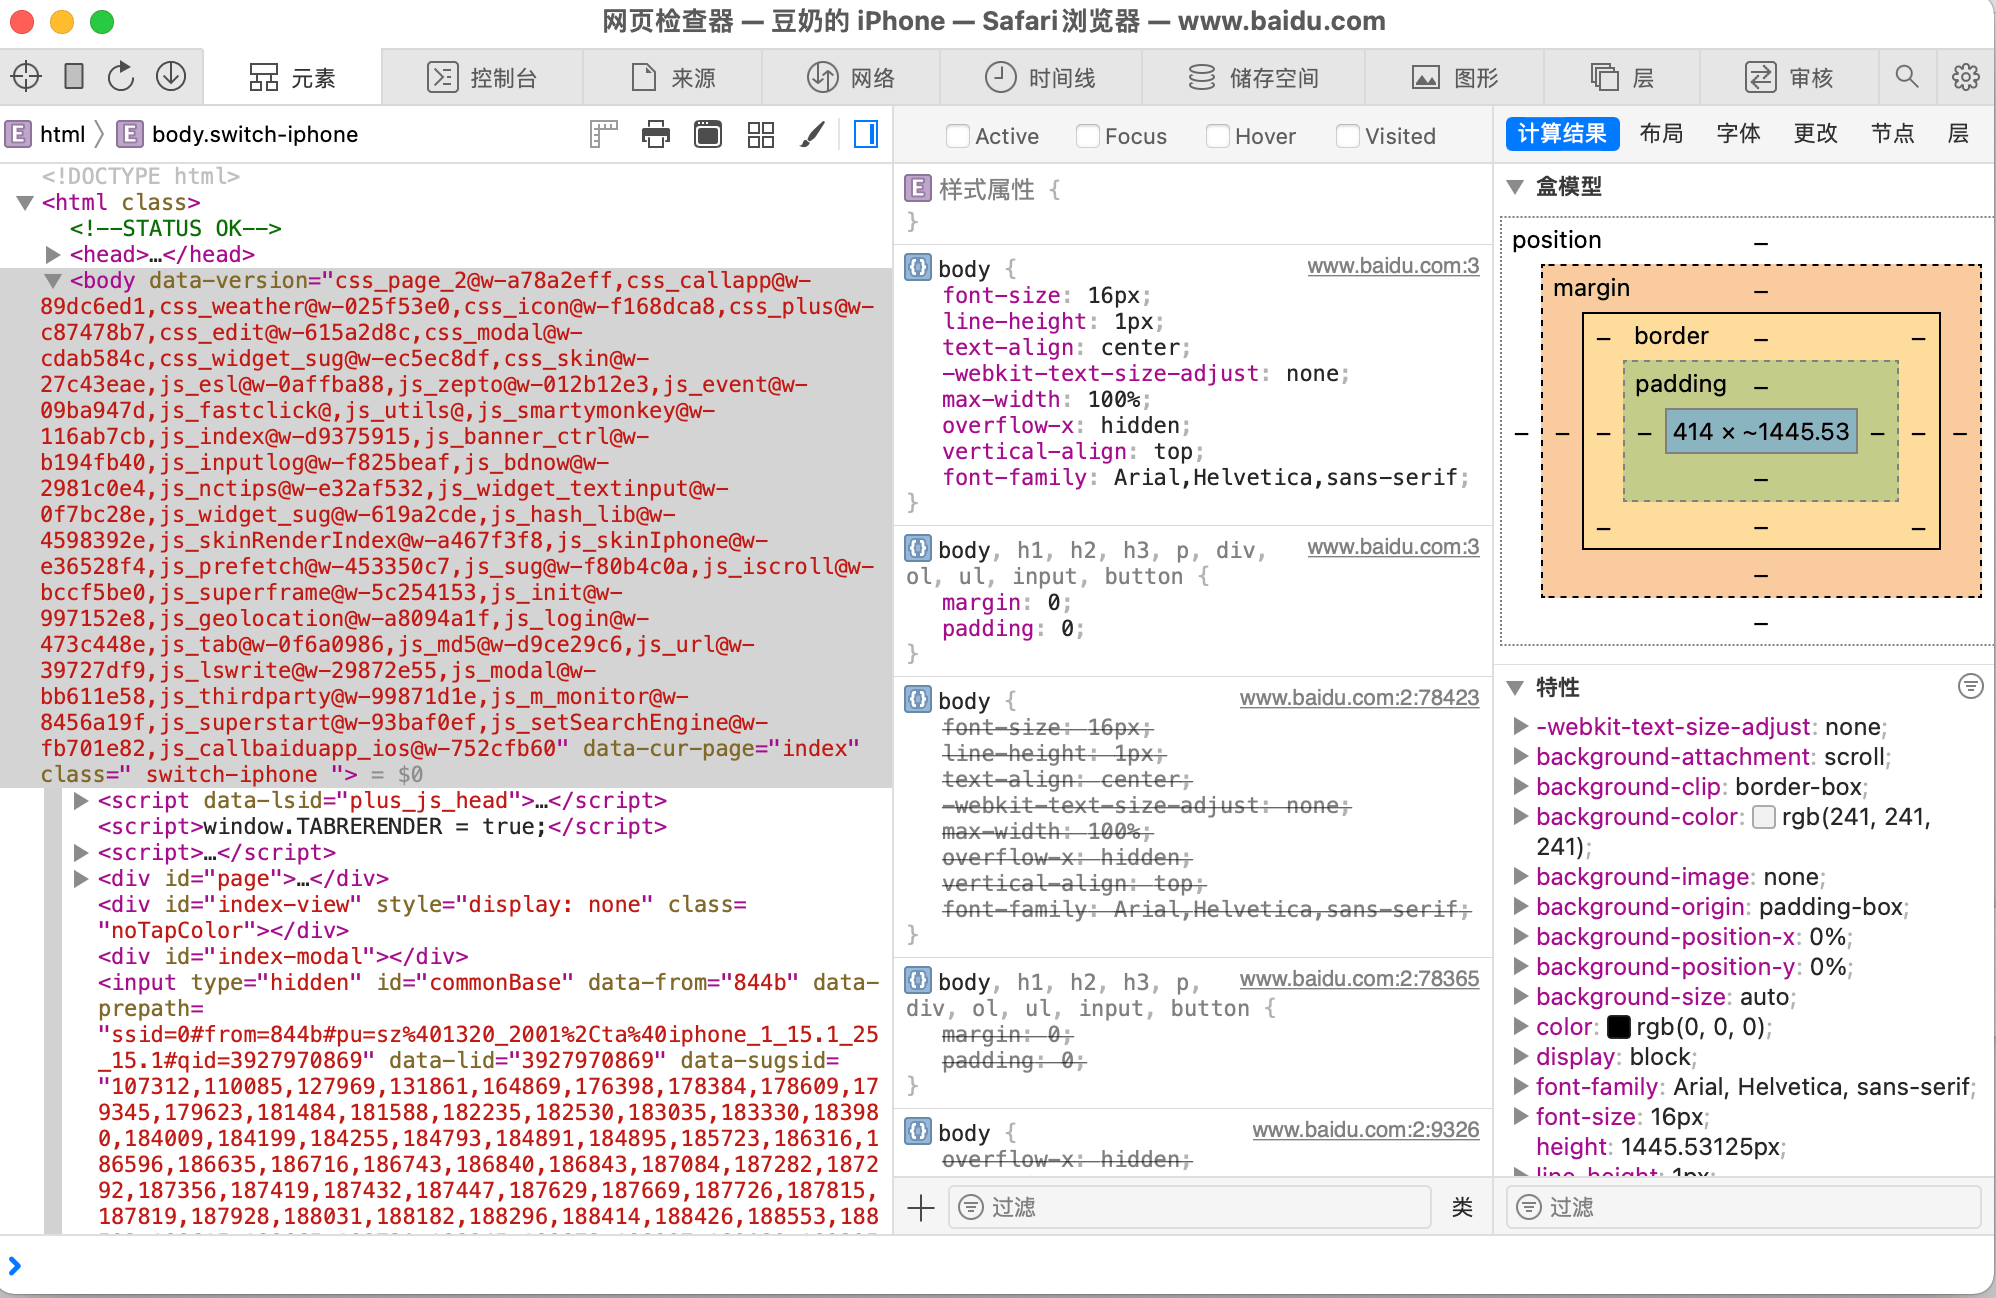 网页检查器 — 豆奶的 iPhone — Safari浏览器 — www.baidu.com
元素
控制台
来源
网络
时间线
储存空间
图形
层
审核
E html 〉 E body.switch-iphone
<!DOCTYPE html>
<html class>
<!--STATUS OK-->
<head>…</head>
<body data-version="css_page_2@w-a78a2eff,css_callapp@w-
89dc6ed1,css_weather@w-025f53e0,css_icon@w-f168dca8,css_plus@w-
c87478b7,css_edit@w-615a2d8c,css_modal@w-
cdab584c,css_widget_sug@w-ec5ec8df,css_skin@w-
27c43eae,js_esl@w-0affba88,js_zepto@w-012b12e3,js_event@w-
09ba947d,js_fastclick@,js_utils@,js_smartymonkey@w-
116ab7cb,js_index@w-d9375915,js_banner_ctrl@w-
b194fb40,js_inputlog@w-f825beaf,js_bdnow@w-
2981c0e4,js_nctips@w-e32af532,js_widget_textinput@w-
0f7bc28e,js_widget_sug@w-619a2cde,js_hash_lib@w-
4598392e,js_skinRenderIndex@w-a467f3f8,js_skinIphone@w-
e36528f4,js_prefetch@w-453350c7,js_sug@w-f80b4c0a,js_iscroll@w-
bccf5be0,js_superframe@w-5c254153,js_init@w-
997152e8,js_geolocation@w-a8094a1f,js_login@w-
473c448e,js_tab@w-0f6a0986,js_md5@w-d9ce29c6,js_url@w-
39727df9,js_lswrite@w-29872e55,js_modal@w-
bb611e58,js_thirdparty@w-99871d1e,js_m_monitor@w-
8456a19f,js_superstart@w-93baf0ef,js_setSearchEngine@w-
fb701e82,js_callbaiduapp_ios@w-752cfb60" data-cur-page="index"
class=" switch-iphone "> = $0
<script data-lsid="plus_js_head">…</script>
<script>window.TABRERENDER = true;</script>
<script>…</script>
<div id="page">…</div>
<div id="index-view" style="display: none" class=
"noTapColor"></div>
<div id="index-modal"></div>
<input type="hidden" id="commonBase" data-from="844b" data-
prepath=
"ssid=0#from=844b#pu=sz%401320_2001%2Cta%40iphone_1_15.1_25
_15.1#qid=3927970869" data-lid="3927970869" data-sugsid=
"107312,110085,127969,131861,164869,176398,178384,178609,17
9345,179623,181484,181588,182235,182530,183035,183330,18398
0,184009,184199,184255,184793,184891,184895,185723,186316,1
86596,186635,186716,186743,186840,186843,187084,187282,1872
92,187356,187419,187432,187447,187629,187669,187726,187815,
187819,187928,188031,188182,188296,188414,188426,188553,188
Active
Focus
Hover
Visited
E 样式属性 {
}
body { www.baidu.com:3
font-size: 16px;
line-height: 1px;
text-align: center;
-webkit-text-size-adjust: none;
max-width: 100%;
overflow-x: hidden;
vertical-align: top;
font-family: Arial,Helvetica,sans-serif;
}
body, h1, h2, h3, p, div, www.baidu.com:3
ol, ul, input, button {
margin: 0;
padding: 0;
}
body { www.baidu.com:2:78423
font-size: 16px;
line-height: 1px;
text-align: center;
-webkit-text-size-adjust: none;
max-width: 100%;
overflow-x: hidden;
vertical-align: top;
font-family: Arial,Helvetica,sans-serif;
}
body, h1, h2, h3, p, www.baidu.com:2:78365
div, ol, ul, input, button {
margin: 0;
padding: 0;
}
body { www.baidu.com:2:9326
overflow-x: hidden;
过滤
类
计算结果
布局
字体
更改
节点
层
盒模型
position –
margin –
– border – –
padding –
– – – – 414 × ~1445.53 – – –
–
– – –
–
–
特性
-webkit-text-size-adjust: none;
background-attachment: scroll;
background-clip: border-box;
background-color: rgb(241, 241,
241);
background-image: none;
background-origin: padding-box;
background-position-x: 0%;
background-position-y: 0%;
background-size: auto;
color: rgb(0, 0, 0);
display: block;
font-family: Arial, Helvetica, sans-serif;
font-size: 16px;
height: 1445.53125px;
line-height: 1px;
过滤